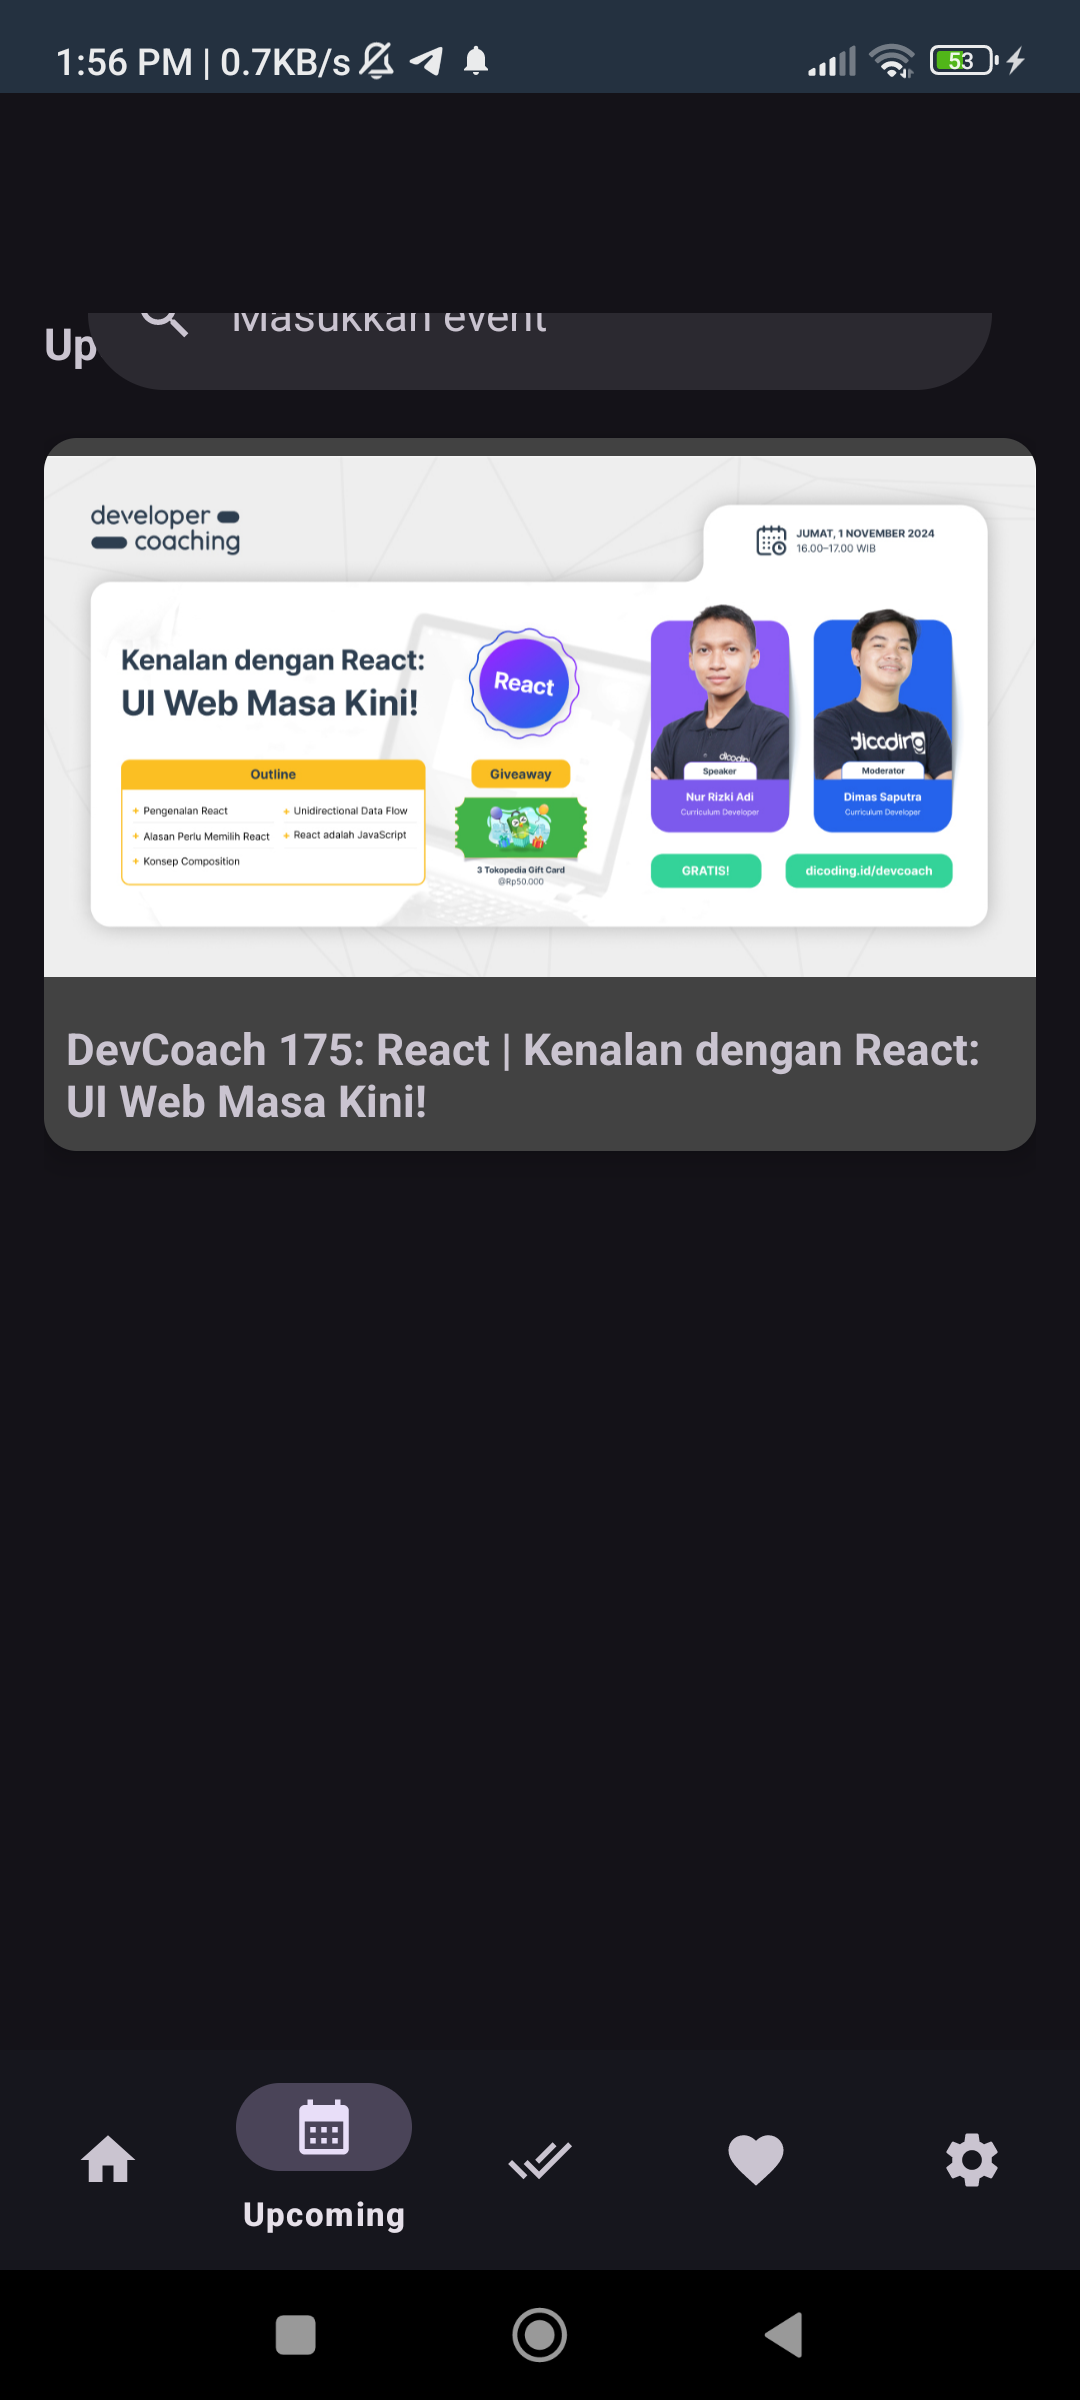 1:56 PM | 0.7KB/s
53
Masukkan event
Up
developer
coaching
JUMAT, 1 NOVEMBER 2024
16.00–17.00 WIB
Kenalan dengan React:
UI Web Masa Kini!
React
Outline
+ Pengenalan React
+ Alasan Perlu Memilih React
+ Konsep Composition
+ Unidirectional Data Flow
+ React adalah JavaScript
Giveaway
3 Tokopedia Gift Card
@Rp50.000
dicoding
Speaker
Nur Rizki Adi
Curriculum Developer
dicoding
Moderator
Dimas Saputra
Curriculum Developer
GRATIS!
dicoding.id/devcoach
DevCoach 175: React | Kenalan dengan React:
UI Web Masa Kini!
Upcoming